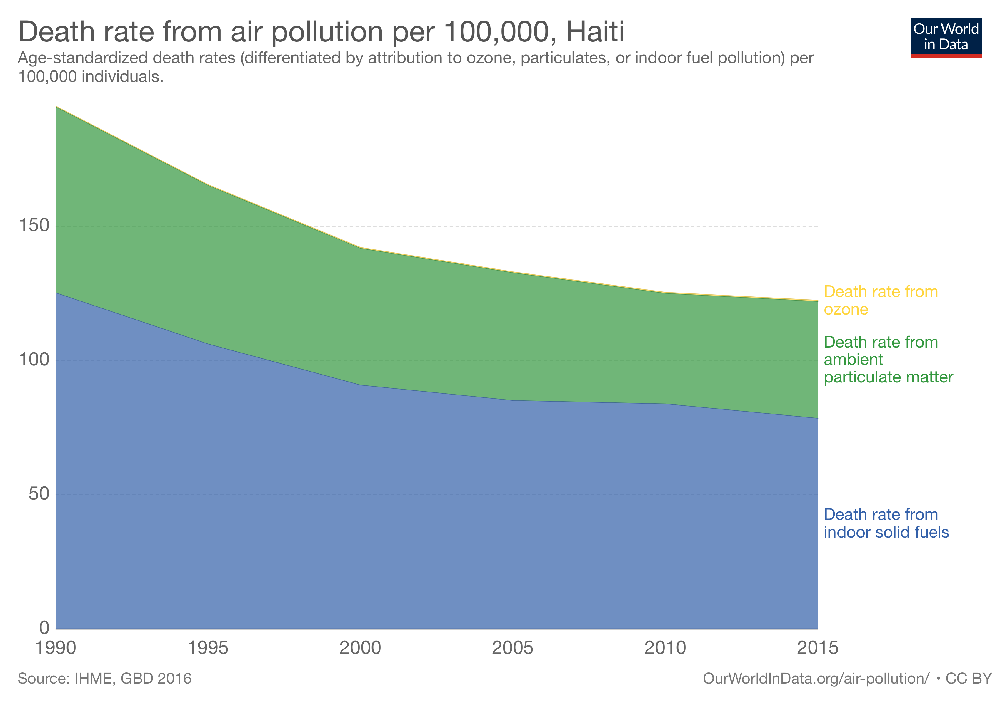 Death rate from air pollution per 100,000, Haiti
Our World
in Data
Age-standardized death rates (differentiated by attribution to ozone, particulates, or indoor fuel pollution) per
100,000 individuals.
150
100
50
0
Death rate from
ozone
Death rate from
ambient
particulate matter
Death rate from
indoor solid fuels
1990 1995 2000 2005 2010 2015
Source: IHME, GBD 2016
OurWorldInData.org/air-pollution/ • CC BY